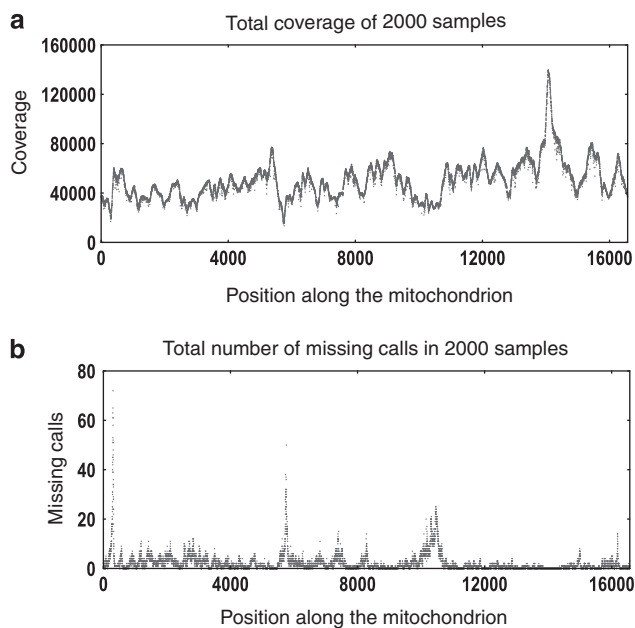 a
Total coverage of 2000 samples
160000
120000
80000
40000
0
Coverage
0 4000 8000 12000 16000
Position along the mitochondrion
b
Total number of missing calls in 2000 samples
80
60
40
20
0
Missing calls
0 4000 8000 12000 16000
Position along the mitochondrion